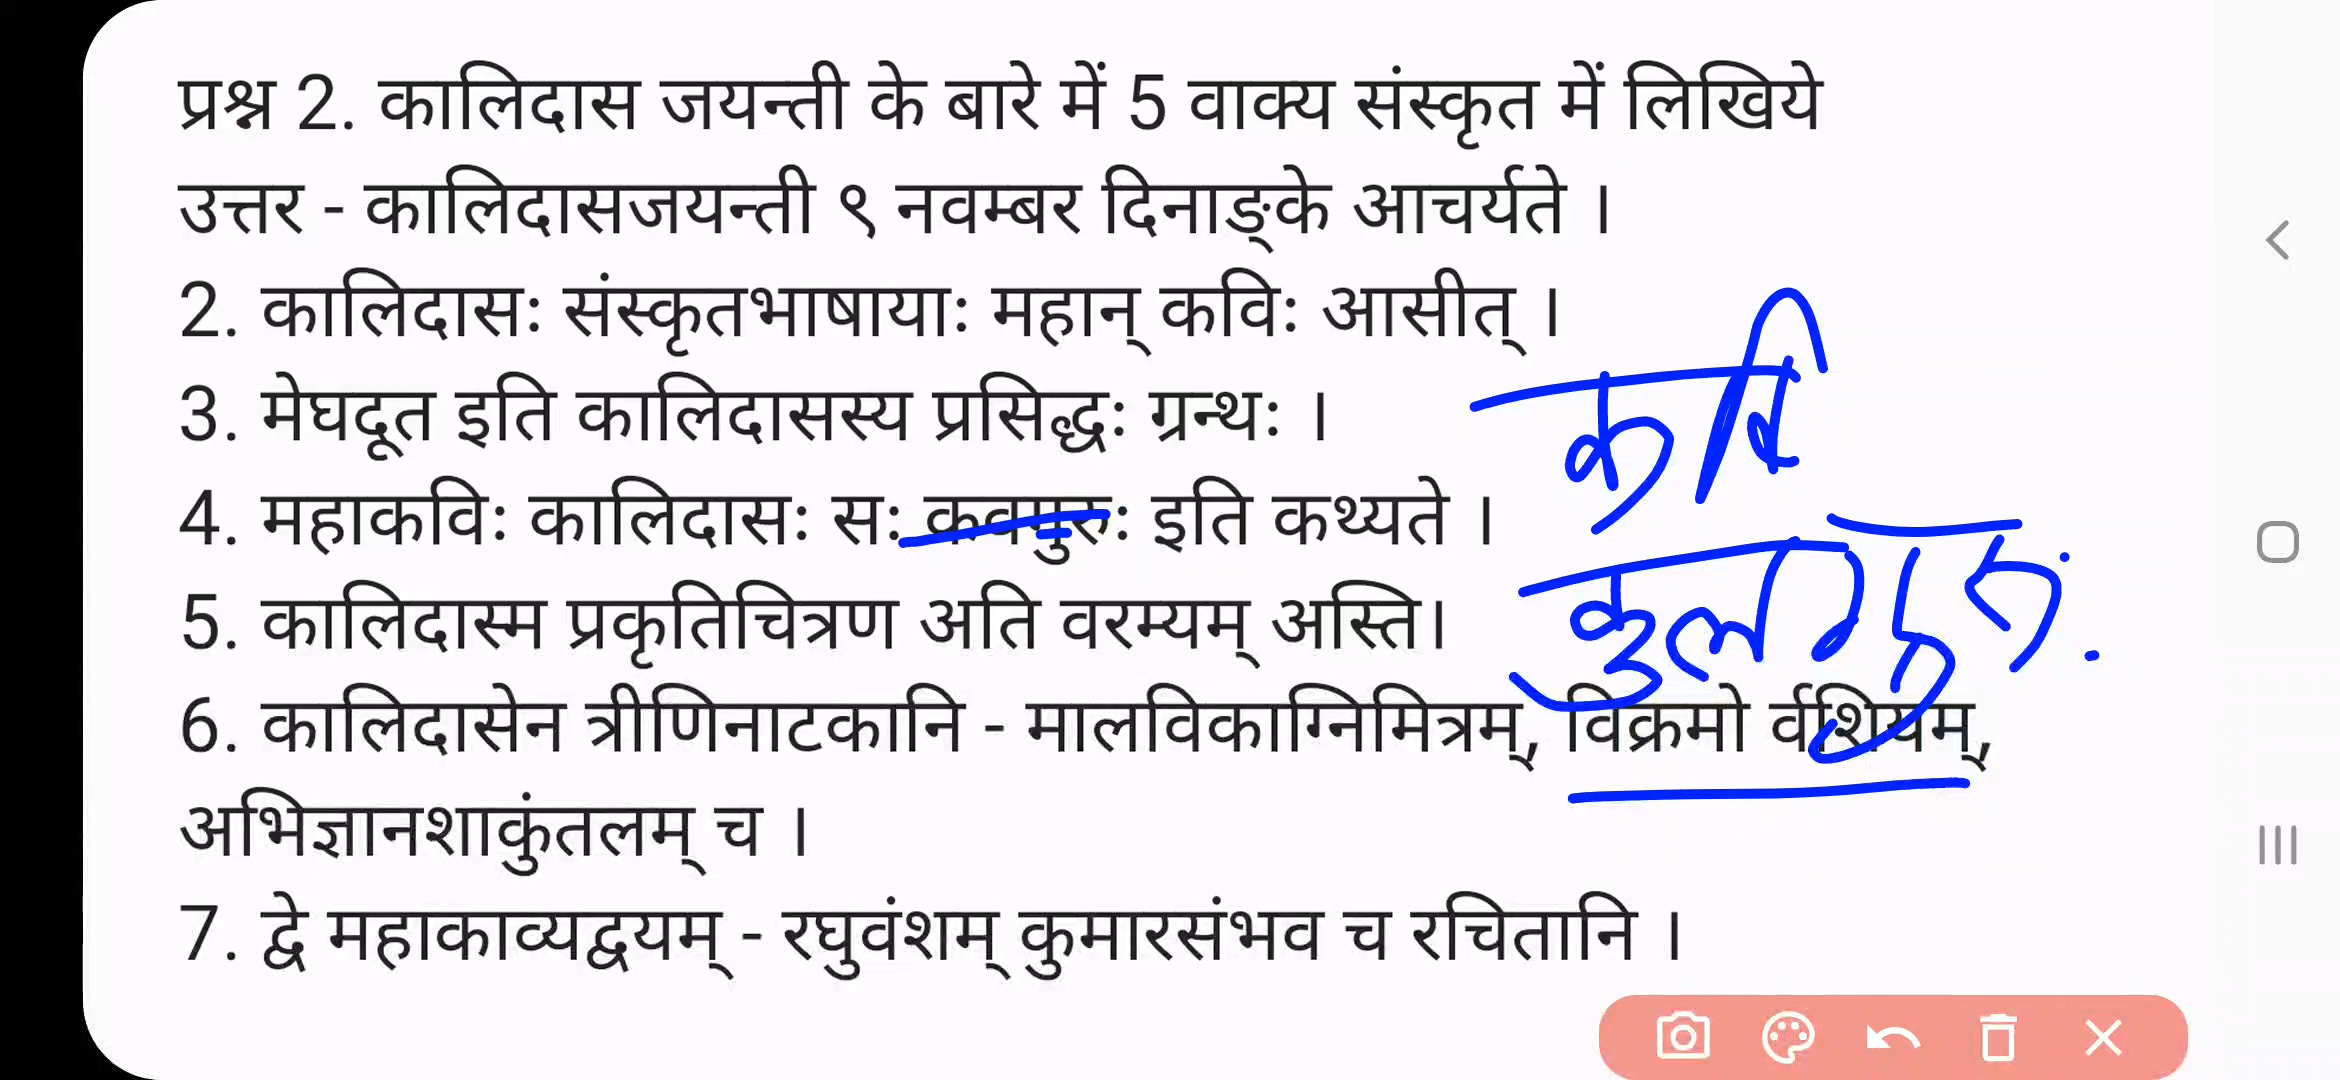 प्रश्न 2. कालिदास जयन्ती के बारे में 5 वाक्य संस्कृत में लिखिये
उत्तर - कालिदासजयन्ती ९ नवम्बर दिनाङ्के आचर्यते ।
2. कालिदासः संस्कृतभाषायाः महान् कविः आसीत् ।
3. मेघदूत इति कालिदासस्य प्रसिद्धः ग्रन्थः ।
कवि
4. महाकविः कालिदासः सः कवपुरुः इति कथ्यते ।
कुलगुरुः
5. कालिदास्म प्रकृतिचित्रण अति वरम्यम् अस्ति।
6. कालिदासेन त्रीणिनाटकानि - मालविकाग्निमित्रम्, विक्रमो र्वशियम्,
अभिज्ञानशाकुंतलम् च ।
7. द्वे महाकाव्यद्वयम् - रघुवंशम् कुमारसंभव च रचितानि ।